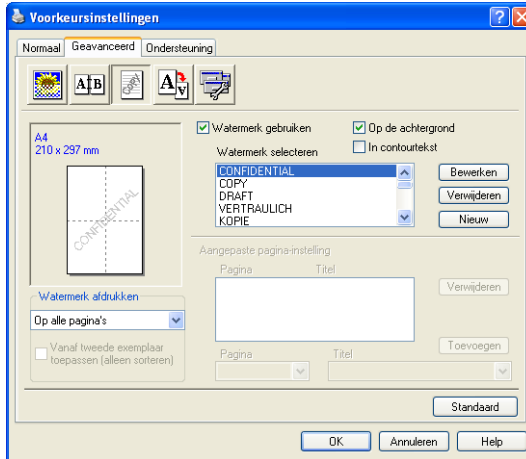 Voorkeursinstellingen
Normaal Geavanceerd Ondersteuning
A B
A A
A4
210 x 297 mm
CONFIDENTIAL
Watermerk afdrukken
Op alle pagina's
Vanaf tweede exemplaar
toepassen (alleen sorteren)
Watermerk gebruiken
Op de achtergrond
In contourtekst
Watermerk selecteren
CONFIDENTIAL
COPY
DRAFT
VERTRAULICH
KOPIE
Bewerken
Verwijderen
Nieuw
Aangepaste pagina-instelling
Pagina Titel
Verwijderen
Toevoegen
Pagina Titel
Standaard
OK Annuleren Help